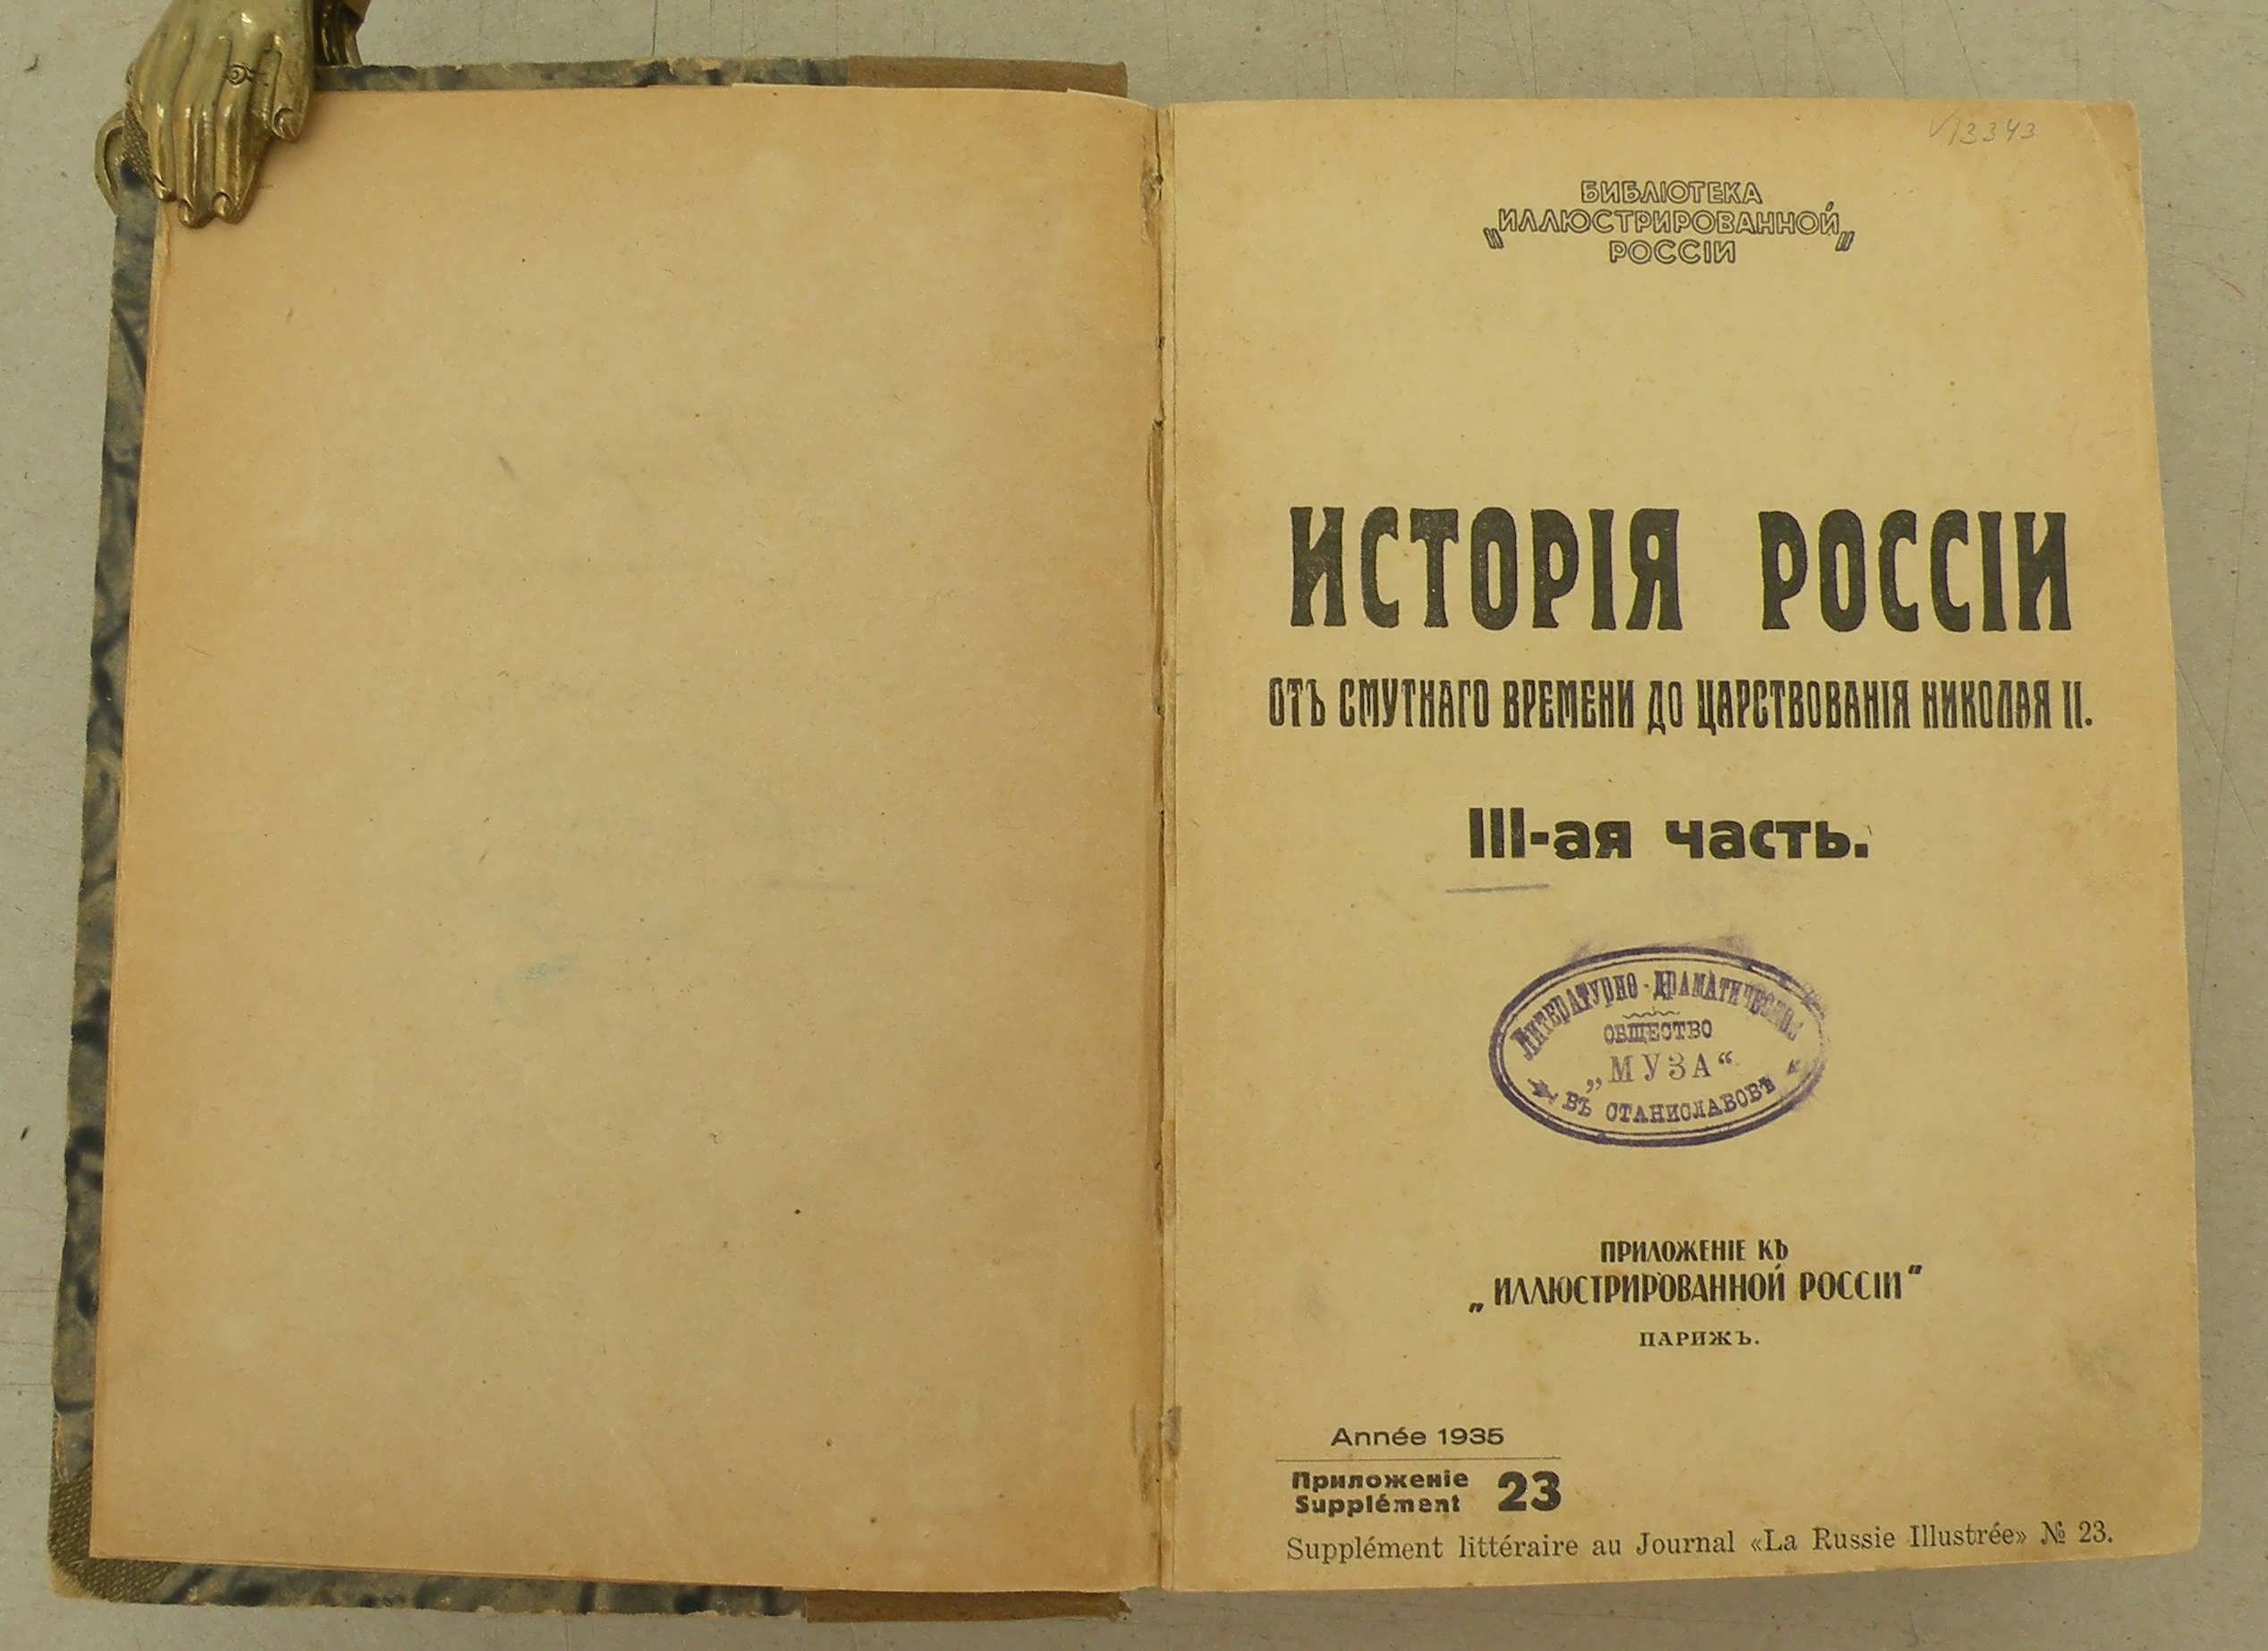 V 13343
БИБЛІОТЕКА
„ИЛЛЮСТРИРОВАННОЙ
РОССІИ"
ИСТОРІЯ РОССІИ
ОТЪ СМУТНАГО ВРЕМЕНИ ДО ЦАРСТВОВАНІЯ НИКОЛАЯ II.
III-ая часть.
ЛИТЕРАТУРНО-ДРАМАТИЧЕСКОЕ
ОБЩЕСТВО
„МУЗА“
ВЪ СТАНИСЛАВОВѢ
ПРИЛОЖЕНІЕ КЪ
„ИЛЛЮСТРИРОВАННОЙ РОССІИ"
ПАРИЖЪ.
Année 1935
Приложеніе
Supplément 23
Supplément littéraire au Journal «La Russie Illustrée» № 23.